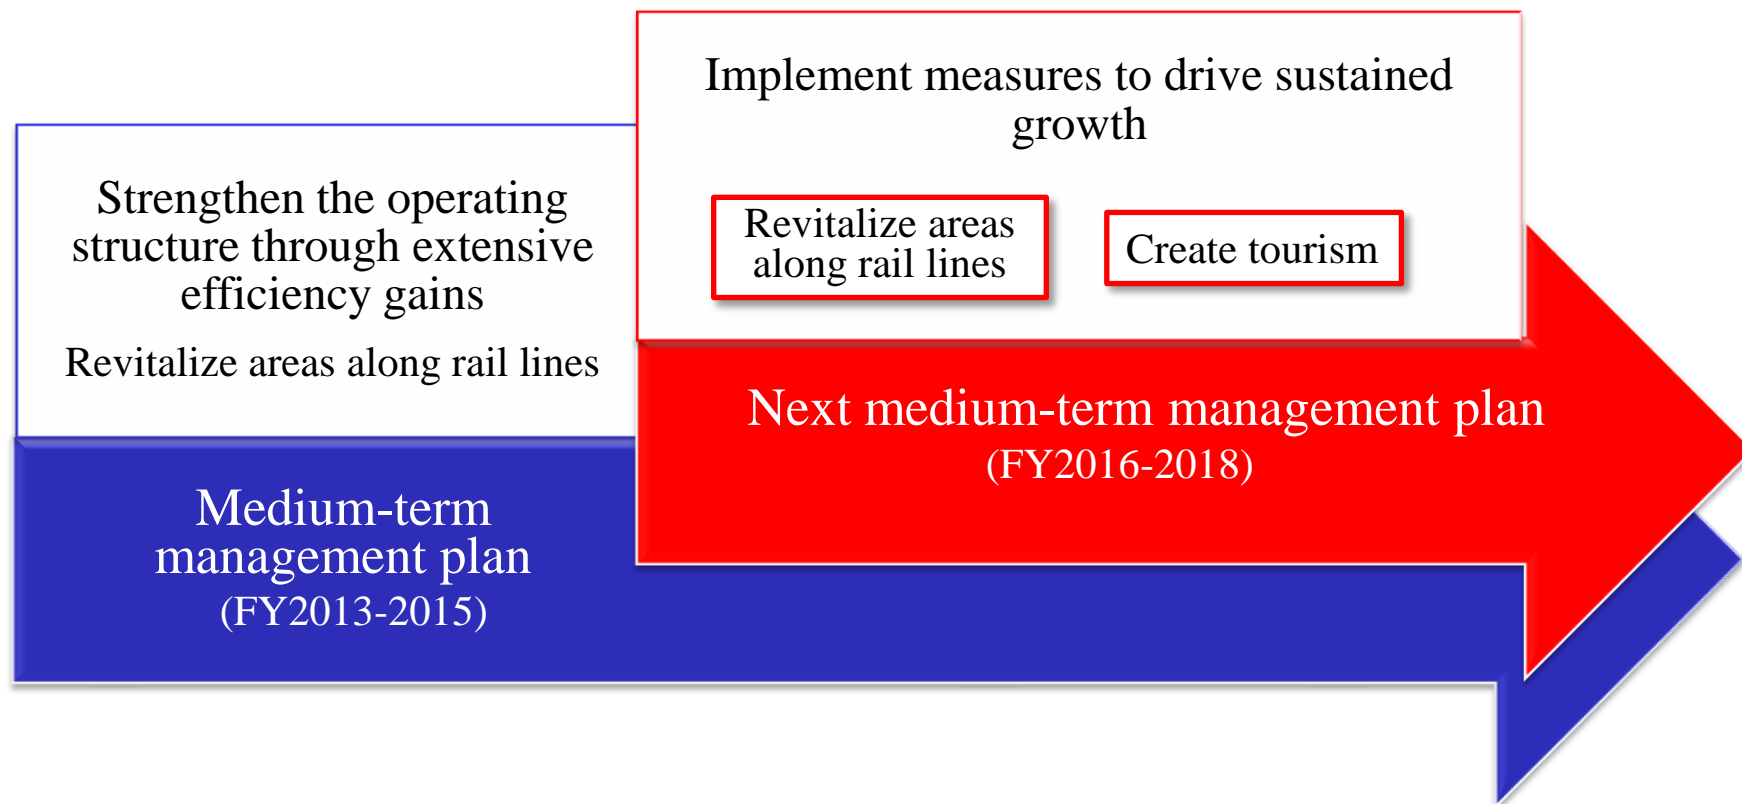 Strengthen the operating
structure through extensive
efficiency gains
Revitalize areas along rail lines
Medium-term
management plan
(FY2013-2015)
Implement measures to drive sustained
growth
Revitalize areas
along rail lines
Create tourism
Next medium-term management plan
(FY2016-2018)